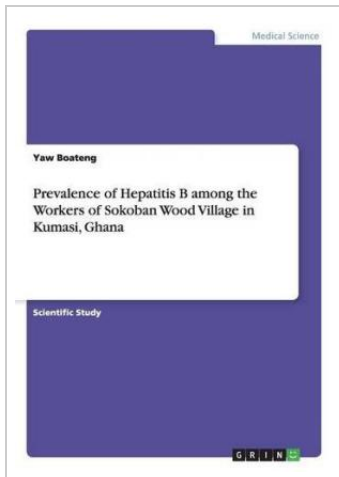 Medical Science
Yaw Boateng
Prevalence of Hepatitis B among the
Workers of Sokoban Wood Village in
Kumasi, Ghana
Scientific Study
GRIN